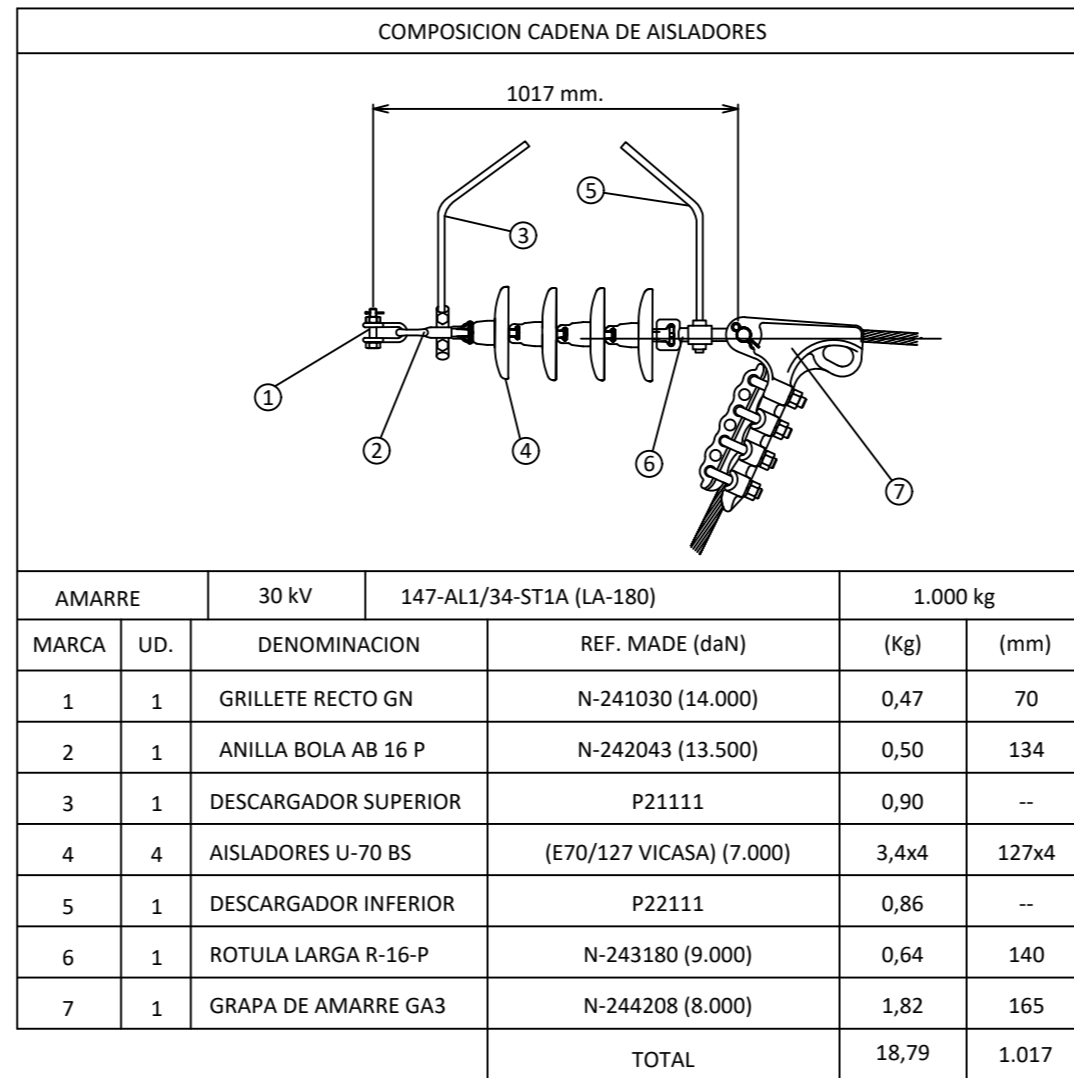 COMPOSICION CADENA DE AISLADORES
1017 mm.
5
3
1
2
4
6
7
AMARRE 30 kV 147-AL1/34-ST1A (LA-180) 1.000 kg
MARCA UD. DENOMINACION REF. MADE (daN) (Kg) (mm)
1 1 GRILLETE RECTO GN N-241030 (14.000) 0,47 70
2 1 ANILLA BOLA AB 16 P N-242043 (13.500) 0,50 134
3 1 DESCARGADOR SUPERIOR P21111 0,90 --
4 4 AISLADORES U-70 BS (E70/127 VICASA) (7.000) 3,4x4 127x4
5 1 DESCARGADOR INFERIOR P22111 0,86 --
6 1 ROTULA LARGA R-16-P N-243180 (9.000) 0,64 140
7 1 GRAPA DE AMARRE GA3 N-244208 (8.000) 1,82 165
TOTAL 18,79 1.017